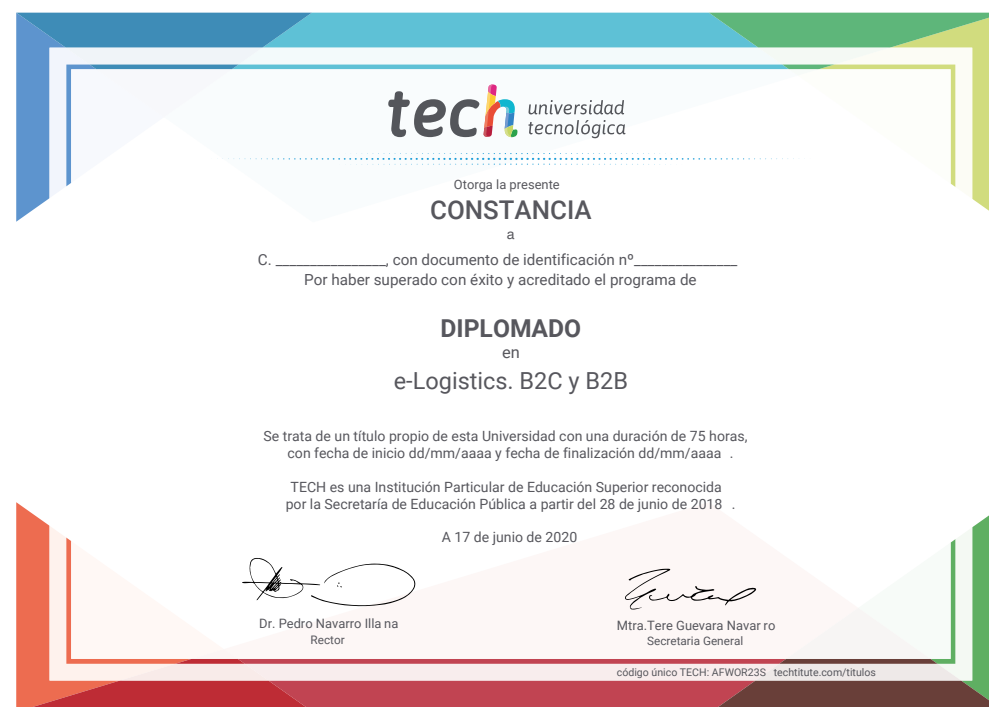 tech universidad
tecnológica
Otorga la presente
CONSTANCIA
a
C. ________________, con documento de identificación nº_______________
Por haber superado con éxito y acreditado el programa de
DIPLOMADO
en
e-Logistics. B2C y B2B
Se trata de un título propio de esta Universidad con una duración de 75 horas,
con fecha de inicio dd/mm/aaaa y fecha de finalización dd/mm/aaaa .
TECH es una Institución Particular de Educación Superior reconocida
por la Secretaría de Educación Pública a partir del 28 de junio de 2018 .
A 17 de junio de 2020
Dr. Pedro Navarro Illa na
Rector
Mtra.Tere Guevara Navar ro
Secretaria General
código único TECH: AFWOR23S techtitute.com/titulos